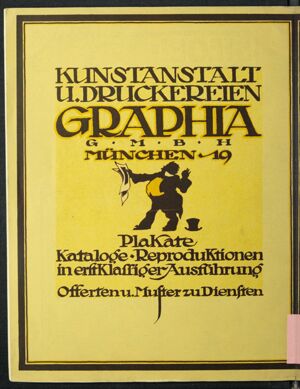 KUNSTANSTALT
U. DRUCKEREIEN
GRAPHIA
G·M·B·H
MÜNCHEN·19
Plakate
Kataloge·Reproduktionen
in erſtklaſſiger Ausführung
Offerten u. Muſter zu Dienſten